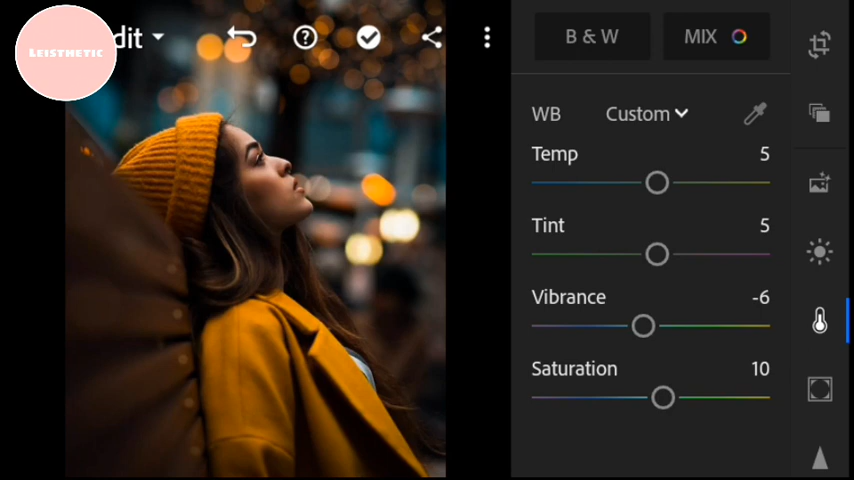 Leisthetic
dit
B & W
MIX
WB
Custom
Temp
5
Tint
5
Vibrance
-6
Saturation
10